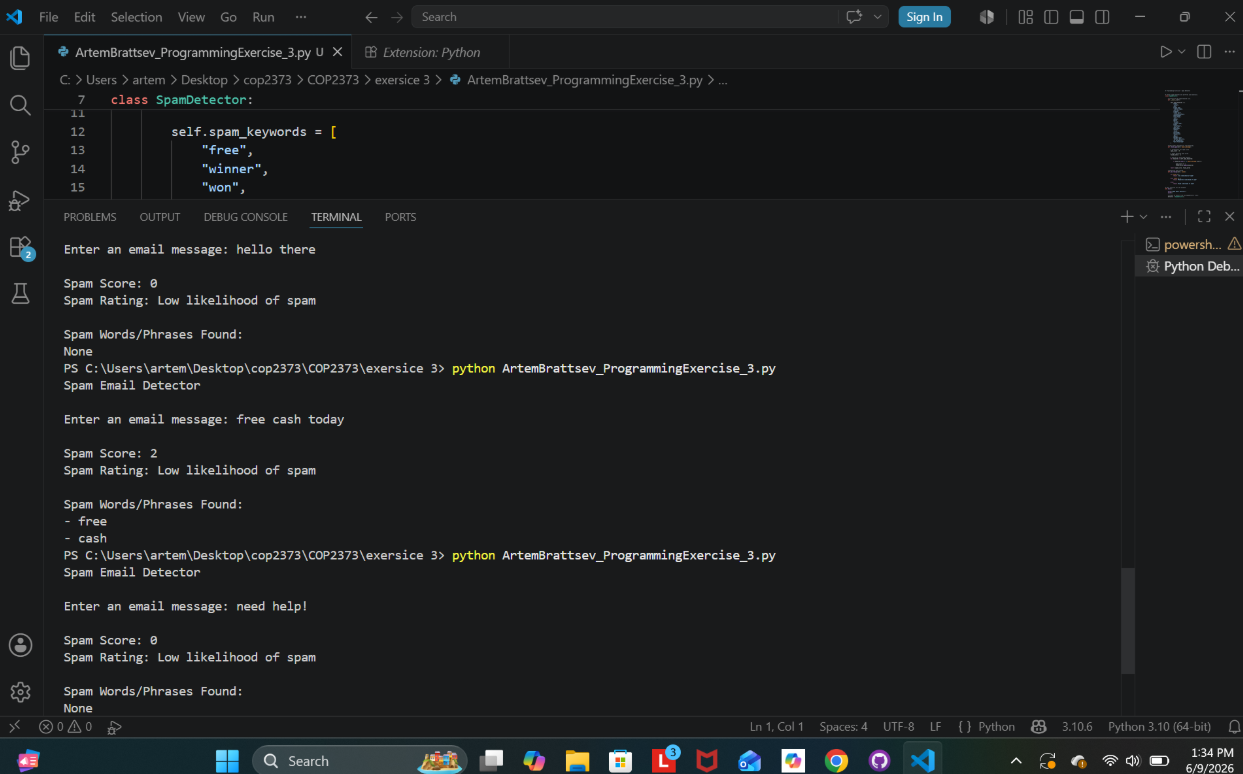 File Edit Selection View Go Run ··· Search Sign In
ArtemBrattsev_ProgrammingExercise_3.py U Extension: Python
C: > Users > artem > Desktop > cop2373 > COP2373 > exersice 3 > ArtemBrattsev_ProgrammingExercise_3.py > ...
7 class SpamDetector:
11
12 self.spam_keywords = [
13 "free",
14 "winner",
15 "won",
PROBLEMS OUTPUT DEBUG CONSOLE TERMINAL PORTS
powersh...
Python Deb...
Enter an email message: hello there
Spam Score: 0
Spam Rating: Low likelihood of spam
Spam Words/Phrases Found:
None
PS C:\Users\artem\Desktop\cop2373\COP2373\exersice 3> python ArtemBrattsev_ProgrammingExercise_3.py
Spam Email Detector
Enter an email message: free cash today
Spam Score: 2
Spam Rating: Low likelihood of spam
Spam Words/Phrases Found:
- free
- cash
PS C:\Users\artem\Desktop\cop2373\COP2373\exersice 3> python ArtemBrattsev_ProgrammingExercise_3.py
Spam Email Detector
Enter an email message: need help!
Spam Score: 0
Spam Rating: Low likelihood of spam
Spam Words/Phrases Found:
None
2
0 0 Ln 1, Col 1 Spaces: 4 UTF-8 LF { } Python 3.10.6 Python 3.10 (64-bit)
Search L 3 1:34 PM
6/9/2026